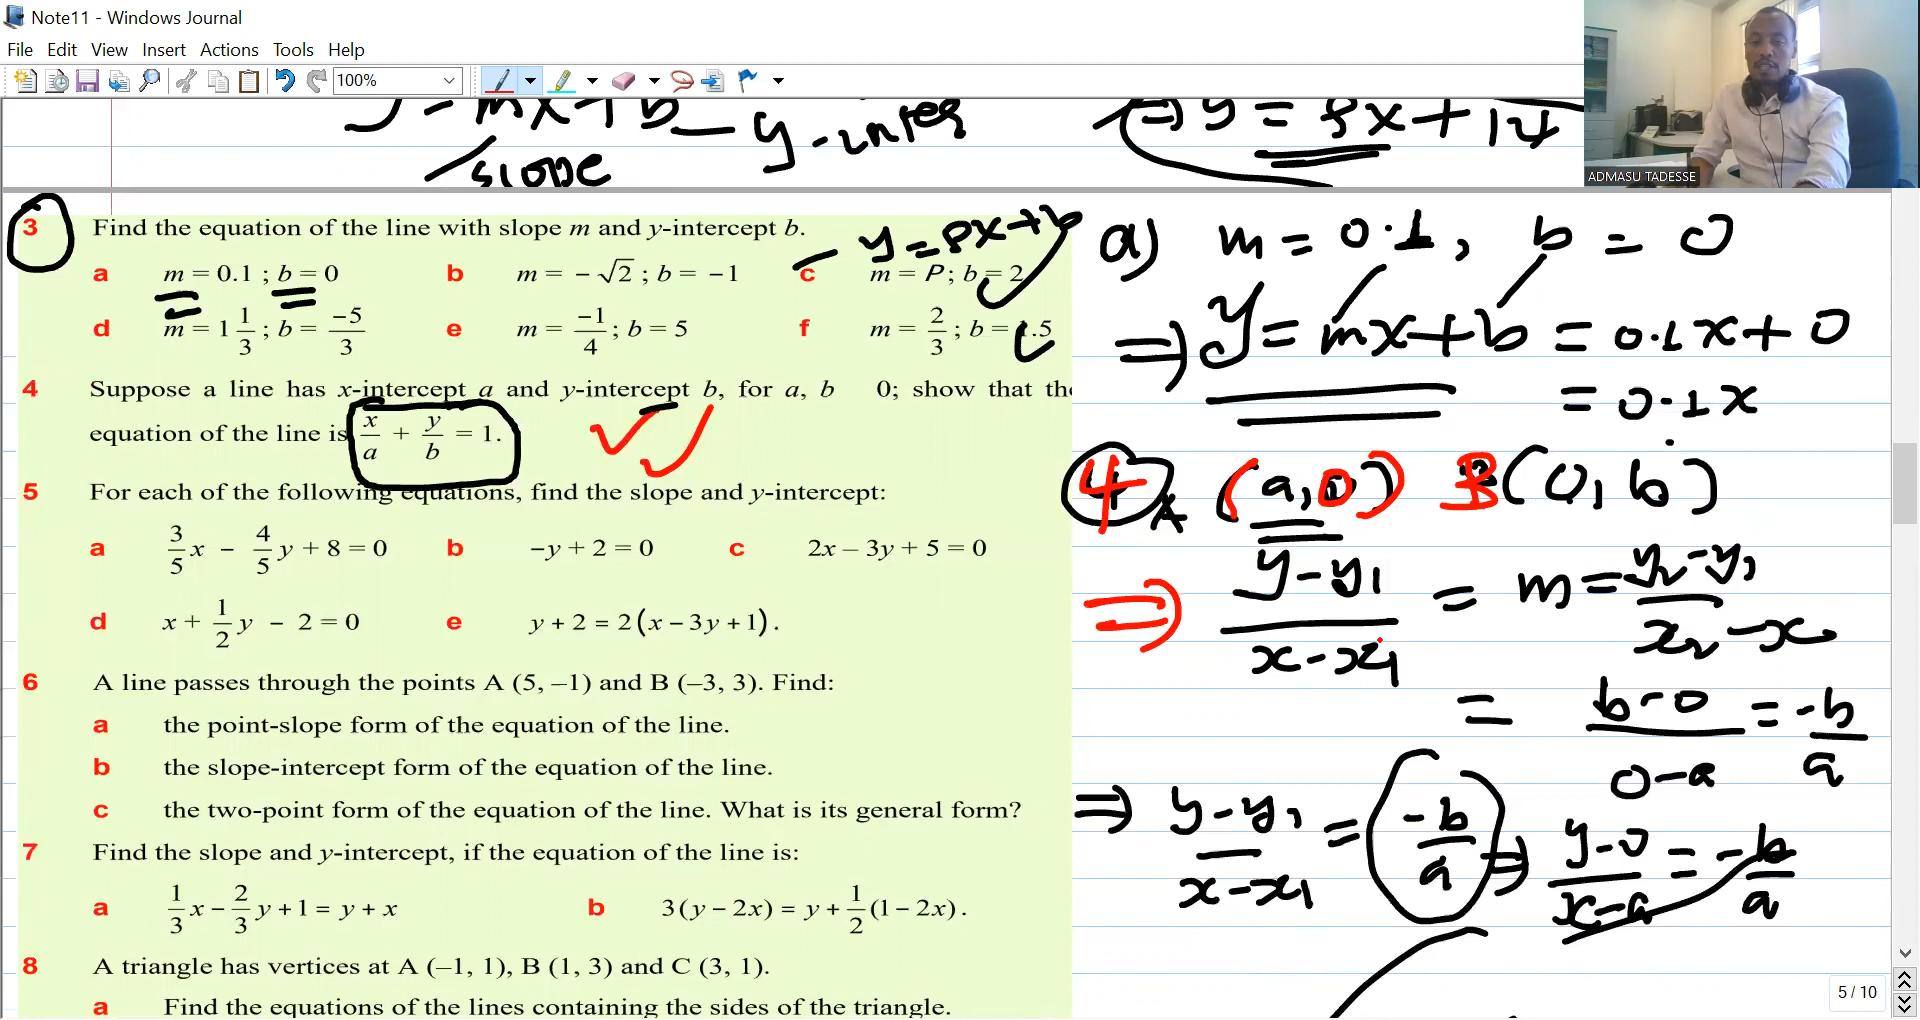 Note11 - Windows Journal
File Edit View Insert Actions Tools Help
100%
ADMASU TADESSE
y = mx + b – y-inter
slope
⇒ y = 8x + 14
3 Find the equation of the line with slope m and y-intercept b.
y = 8x + b
a m = 0.1 ; b = 0 b m = – √2 ; b = –1 c m = P; b = 2
d m = 1 1/3 ; b = –5/3 e m = –1/4 ; b = 5 f m = 2/3 ; b = 1.5
4 Suppose a line has x-intercept a and y-intercept b, for a, b 0; show that the
equation of the line is x/a + y/b = 1.
5 For each of the following equations, find the slope and y-intercept:
a 3/5 x – 4/5 y + 8 = 0 b –y + 2 = 0 c 2x – 3y + 5 = 0
d x + 1/2 y – 2 = 0 e y + 2 = 2(x – 3y + 1).
6 A line passes through the points A (5, –1) and B (–3, 3). Find:
a the point-slope form of the equation of the line.
b the slope-intercept form of the equation of the line.
c the two-point form of the equation of the line. What is its general form?
7 Find the slope and y-intercept, if the equation of the line is:
a 1/3 x – 2/3 y + 1 = y + x b 3(y – 2x) = y + 1/2 (1 – 2x).
8 A triangle has vertices at A (–1, 1), B (1, 3) and C (3, 1).
a Find the equations of the lines containing the sides of the triangle.
a) m = 0.1, b = 0
⇒ y = mx + b = 0.1x + 0
= 0.1x
4 A (a, 0) B (0, b)
⇒ y – y1 / x – x1 = m = y2 – y1 / x2 – x1
= b – 0 / 0 – a = –b / a
⇒ y – y1 / x – x1 = –b / a ⇒ y – 0 / x – a = –b / a
5 / 10